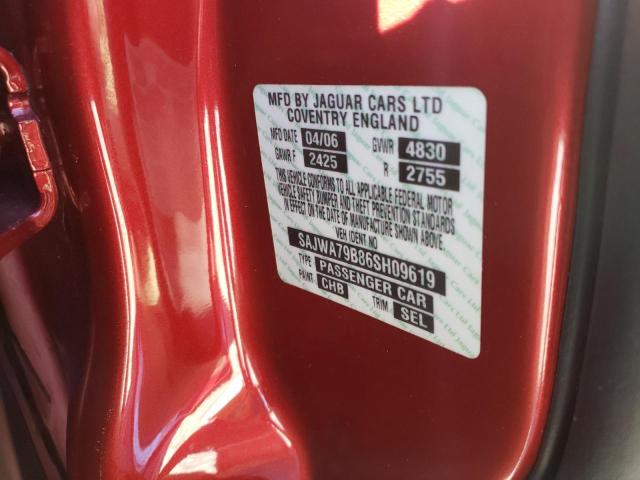 MFD BY JAGUAR CARS LTD
COVENTRY ENGLAND
MFD DATE 04/06 GVWR 4830
GAWR F 2425 R 2755
THIS VEHICLE CONFORMS TO ALL APPLICABLE FEDERAL MOTOR
VEHICLE SAFETY BUMPER AND THEFT PREVENTION STANDARDS
IN EFFECT ON THE DATE OF MANUFACTURE SHOWN ABOVE.
VEH IDENT NO
SAJWA79B86SH09619
TYPE PASSENGER CAR
PAINT CHB TRIM SEL